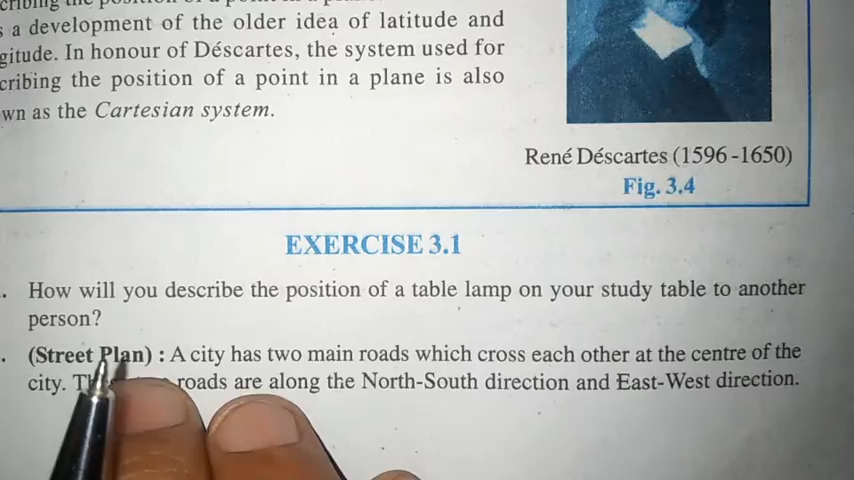 s a development of the older idea of latitude and
gitude. In honour of Déscartes, the system used for
cribing the position of a point in a plane is also
wn as the Cartesian system.
René Déscartes (1596 -1650)
Fig. 3.4
EXERCISE 3.1
. How will you describe the position of a table lamp on your study table to another
person?
. (Street Plan) : A city has two main roads which cross each other at the centre of the
city. roads are along the North-South direction and East-West direction.